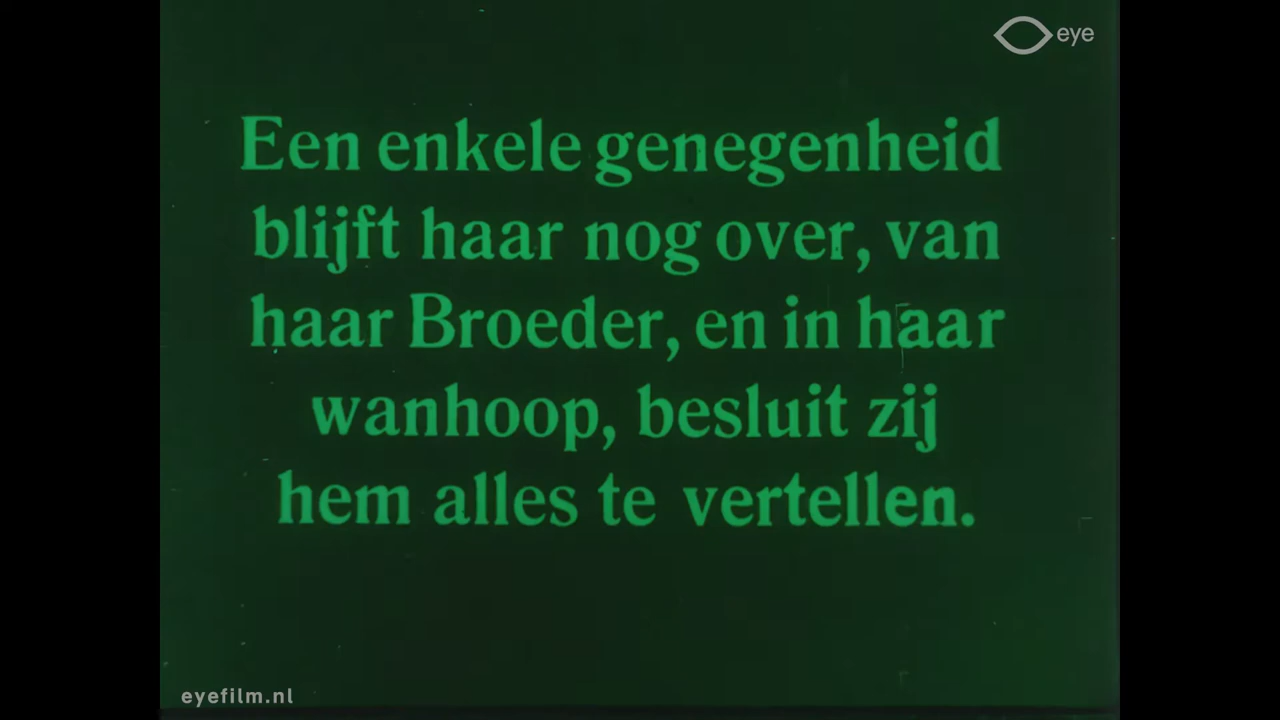 eye
Een enkele genegenheid
blijft haar nog over, van
haar Broeder, en in haar
wanhoop, besluit zij
hem alles te vertellen.
eyefilm.nl